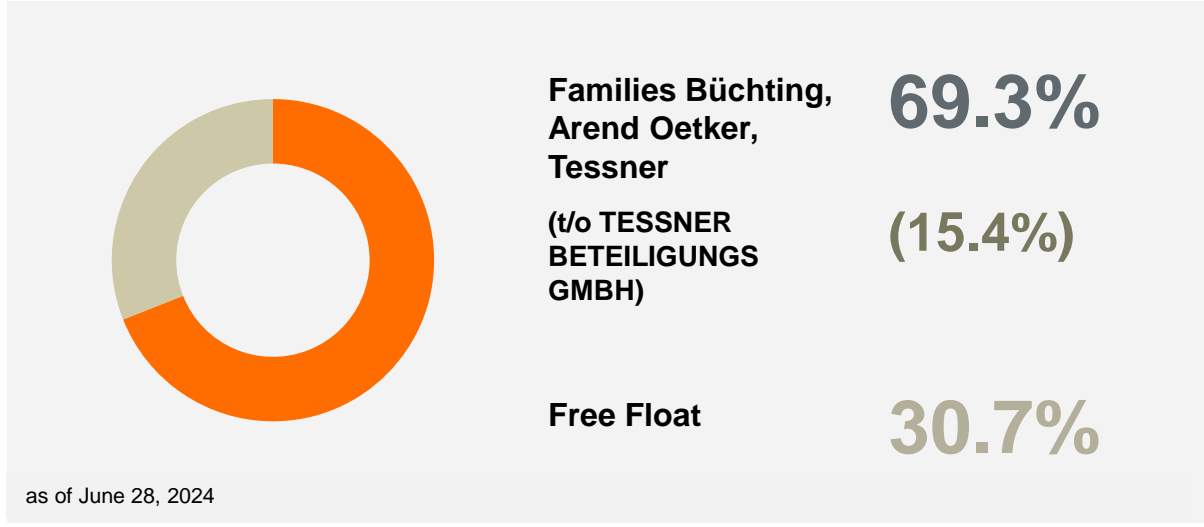 Families Büchting,
Arend Oetker,
Tessner
69.3%
(t/o TESSNER
BETEILIGUNGS
GMBH)
(15.4%)
Free Float
30.7%
as of June 28, 2024